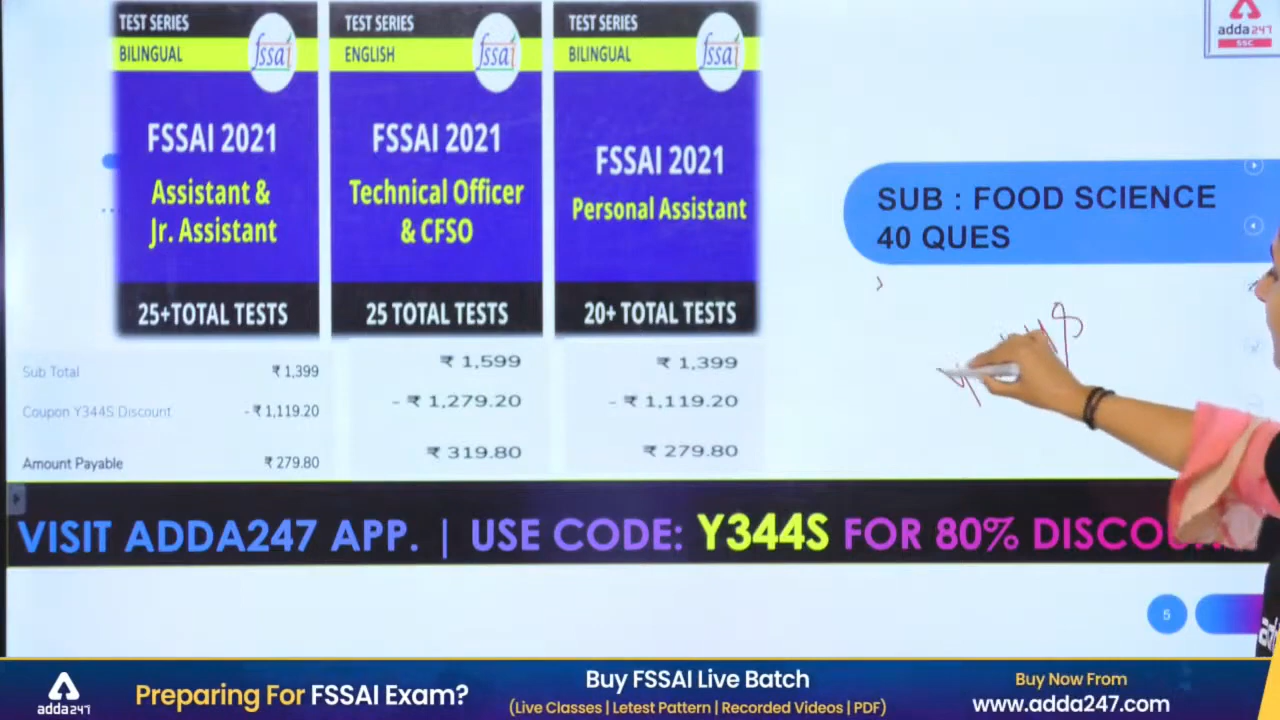 TEST SERIES
BILINGUAL
fssai
FSSAI 2021
Assistant &
Jr. Assistant
25+TOTAL TESTS
TEST SERIES
ENGLISH
fssai
FSSAI 2021
Technical Officer
& CFSO
25 TOTAL TESTS
TEST SERIES
BILINGUAL
fssai
FSSAI 2021
Personal Assistant
20+ TOTAL TESTS
adda247
SSC
SUB : FOOD SCIENCE
40 QUES
Sub Total ₹ 1,399 ₹ 1,599 ₹ 1,399
Coupon Y344S Discount - ₹ 1,119.20 - ₹ 1,279.20 - ₹ 1,119.20
Amount Payable ₹ 279.80 ₹ 319.80 ₹ 279.80
VISIT ADDA247 APP. | USE CODE: Y344S FOR 80%
5
adda247
Preparing For FSSAI Exam?
Buy FSSAI Live Batch
(Live Classes | Letest Pattern | Recorded Videos | PDF)
Buy Now From
www.adda247.com